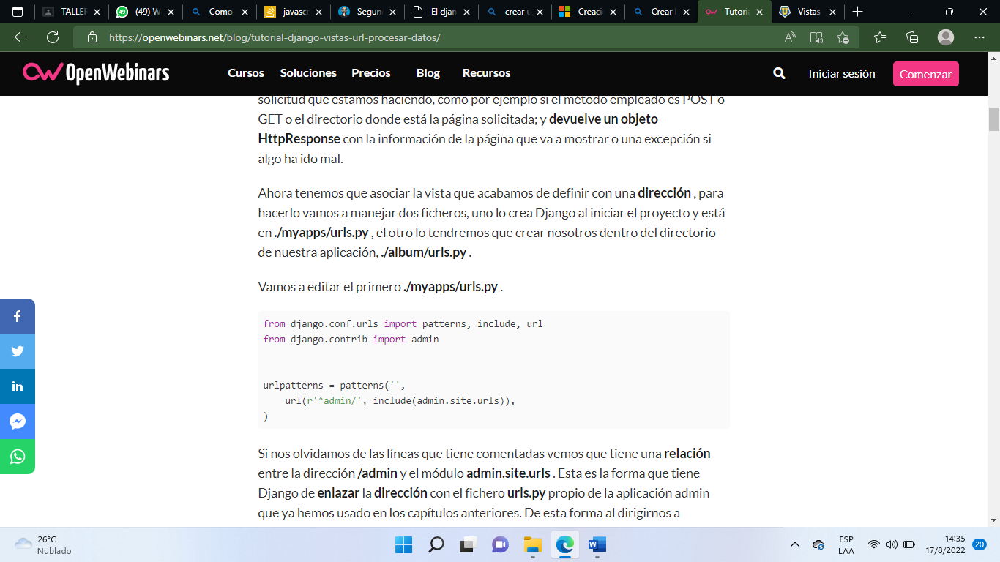 TALLER
(49) W
Como
javascr
Segun
El djan
crear u
Creaci
Crear l
Tutoria
Vistas
https://openwebinars.net/blog/tutorial-django-vistas-url-procesar-datos/
OpenWebinars
Cursos Soluciones Precios Blog Recursos Iniciar sesión Comenzar
solicitud que estamos haciendo, como por ejemplo si el método empleado es POST o
GET o el directorio donde está la página solicitada; y devuelve un objeto
HttpResponse con la información de la página que va a mostrar o una excepción si
algo ha ido mal.
Ahora tenemos que asociar la vista que acabamos de definir con una dirección , para
hacerlo vamos a manejar dos ficheros, uno lo crea Django al iniciar el proyecto y está
en ./myapps/urls.py , el otro lo tendremos que crear nosotros dentro del directorio
de nuestra aplicación, ./album/urls.py .
Vamos a editar el primero ./myapps/urls.py .
from django.conf.urls import patterns, include, url
from django.contrib import admin
urlpatterns = patterns('',
    url(r'^admin/', include(admin.site.urls)),
)
Si nos olvidamos de las líneas que tiene comentadas vemos que tiene una relación
entre la dirección /admin y el módulo admin.site.urls . Esta es la forma que tiene
Django de enlazar la dirección con el fichero urls.py propio de la aplicación admin
que ya hemos usado en los capítulos anteriores. De esta forma al dirigirnos a
26°C
Nublado
ESP
LAA
14:35
17/8/2022
20